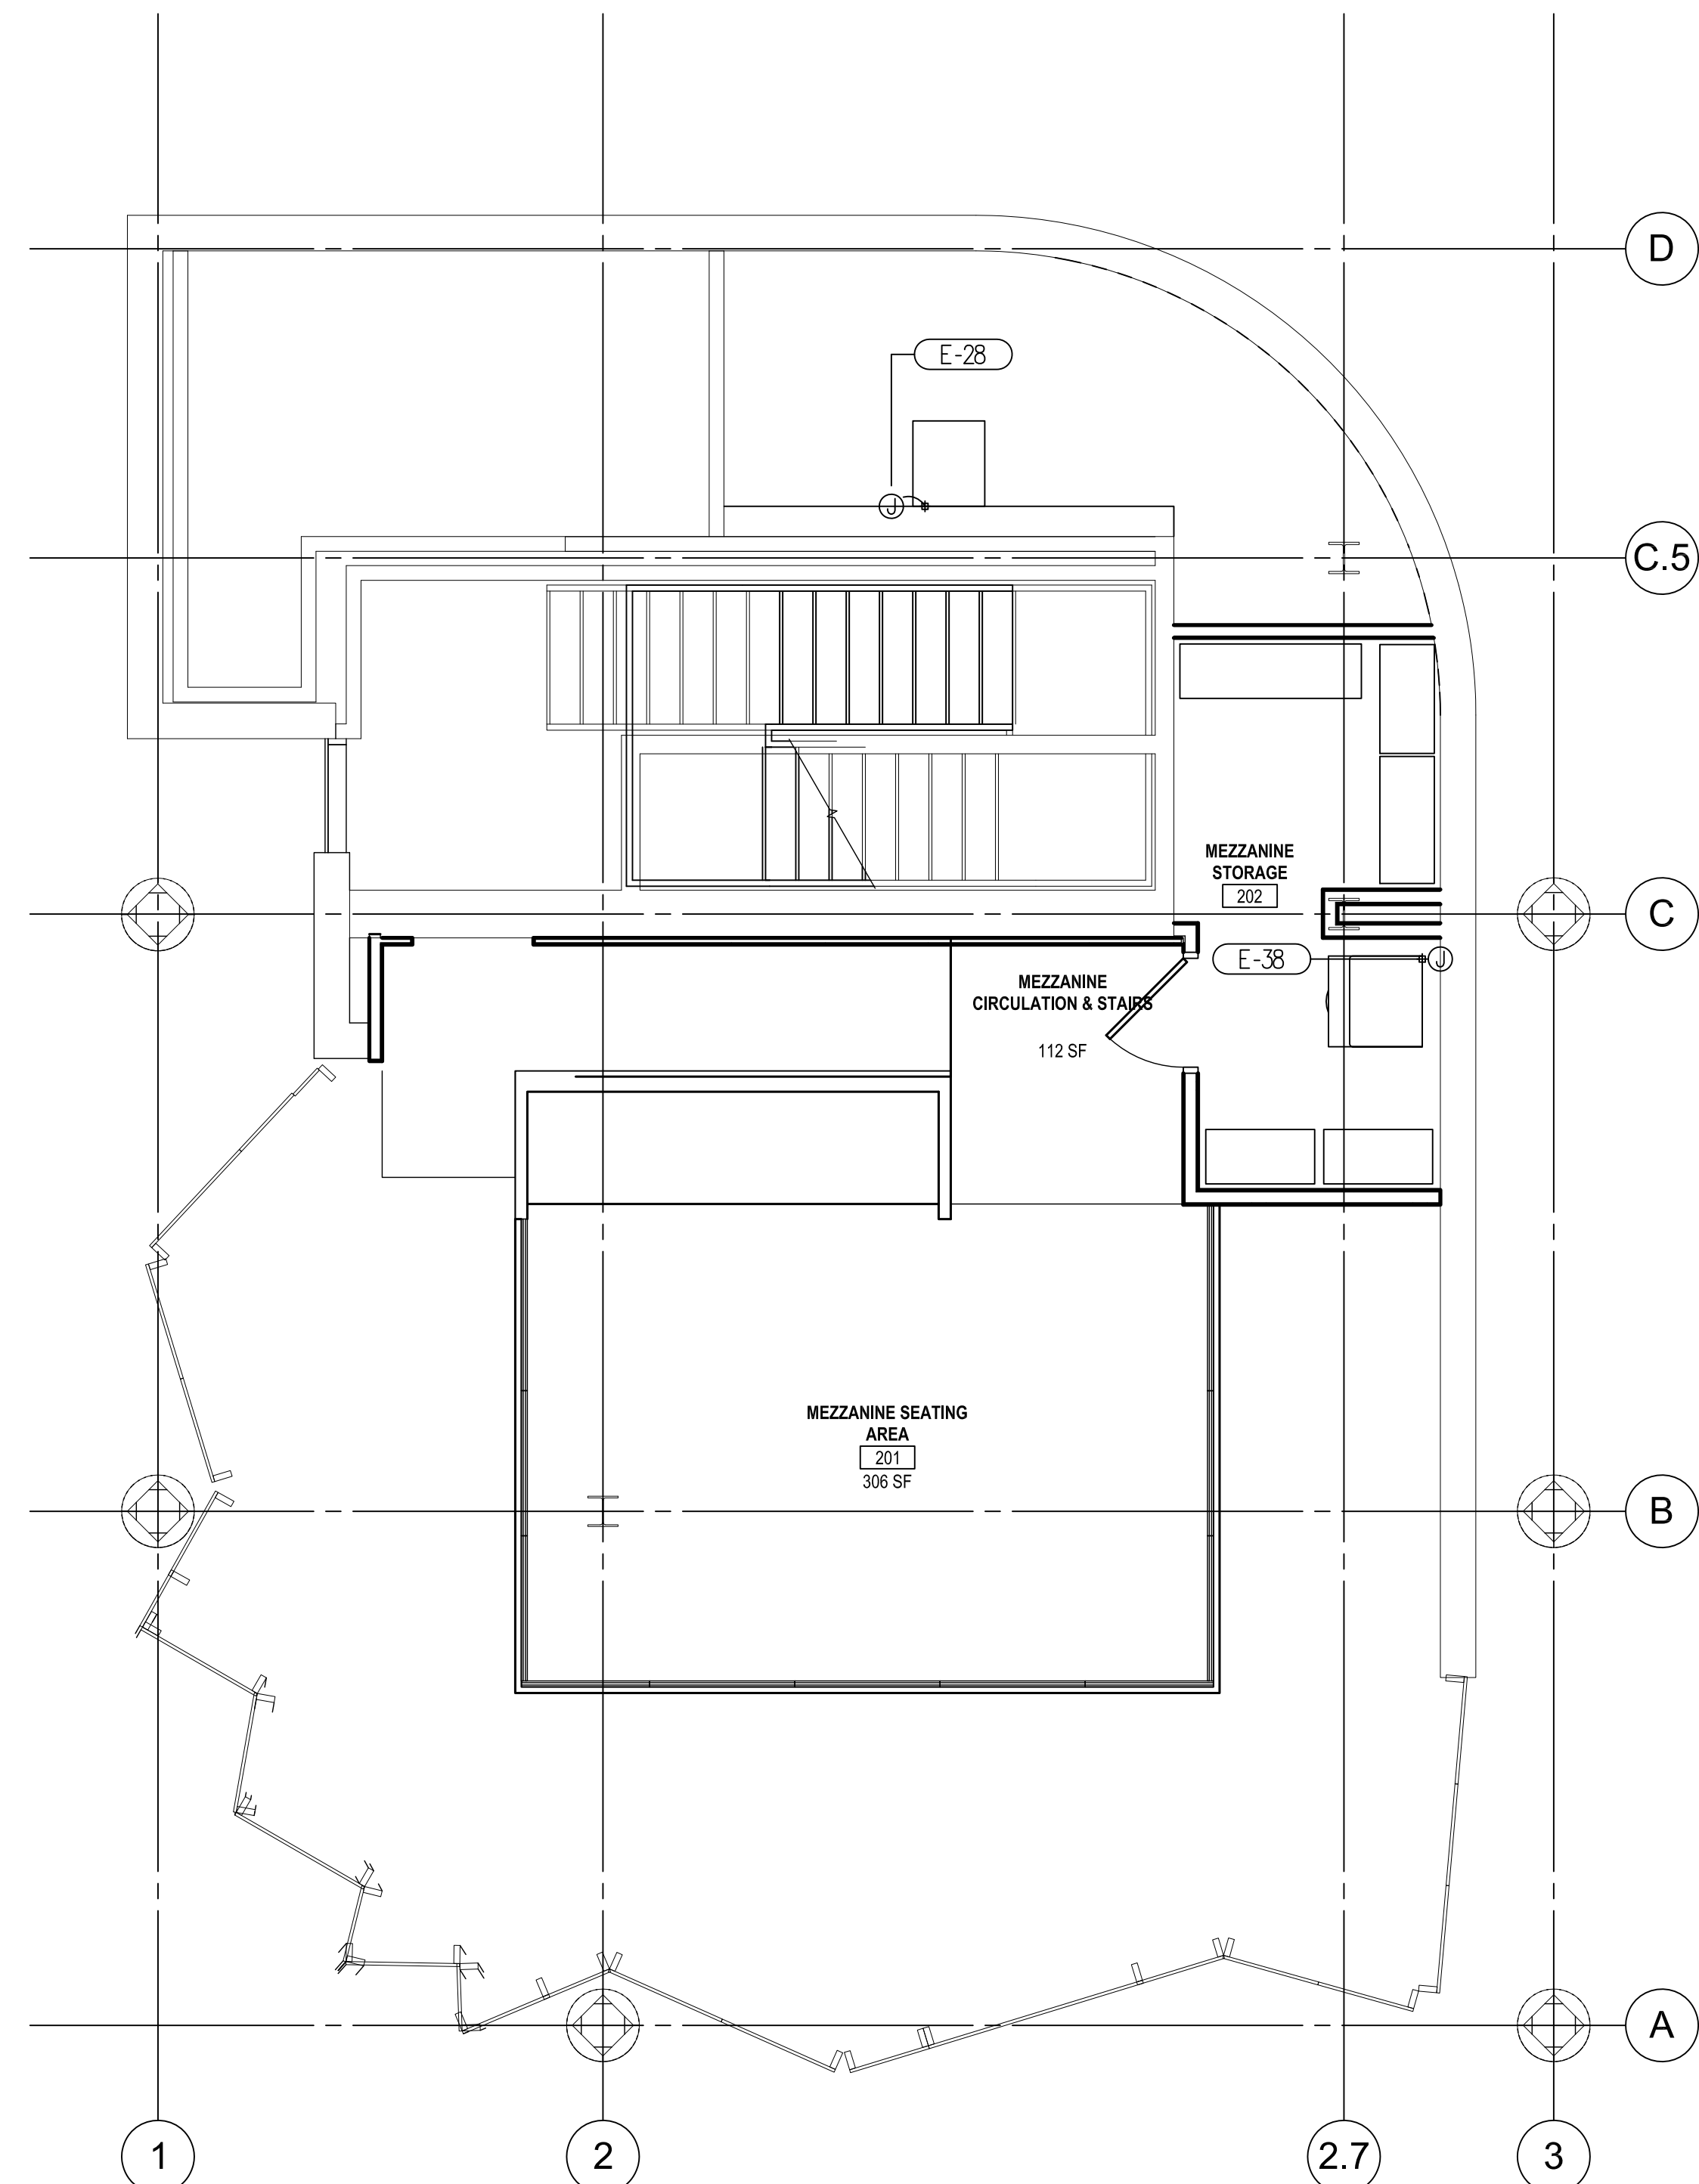 D
E-28
J
C.5
MEZZANINE
STORAGE
202
C
E-38
J
MEZZANINE
CIRCULATION & STAIRS
112 SF
MEZZANINE SEATING
AREA
201
306 SF
B
A
1
2
2.7
3